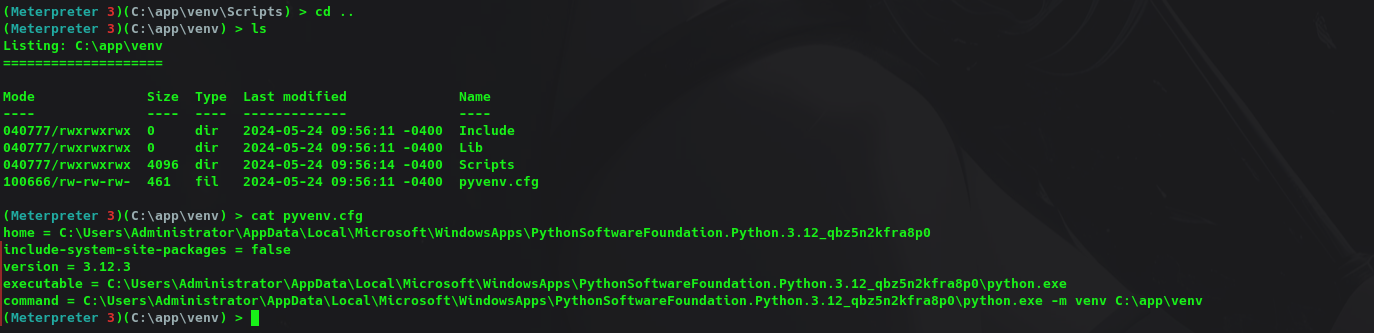 (Meterpreter 3)(C:\app\venv\Scripts) > cd ..
(Meterpreter 3)(C:\app\venv) > ls
Listing: C:\app\venv
====================
Mode              Size  Type  Last modified              Name
----              ----  ----  -------------              ----
040777/rwxrwxrwx  0     dir   2024-05-24 09:56:11 -0400  Include
040777/rwxrwxrwx  0     dir   2024-05-24 09:56:11 -0400  Lib
040777/rwxrwxrwx  4096  dir   2024-05-24 09:56:14 -0400  Scripts
100666/rw-rw-rw-  461   fil   2024-05-24 09:56:11 -0400  pyvenv.cfg
(Meterpreter 3)(C:\app\venv) > cat pyvenv.cfg
home = C:\Users\Administrator\AppData\Local\Microsoft\WindowsApps\PythonSoftwareFoundation.Python.3.12_qbz5n2kfra8p0
include-system-site-packages = false
version = 3.12.3
executable = C:\Users\Administrator\AppData\Local\Microsoft\WindowsApps\PythonSoftwareFoundation.Python.3.12_qbz5n2kfra8p0\python.exe
command = C:\Users\Administrator\AppData\Local\Microsoft\WindowsApps\PythonSoftwareFoundation.Python.3.12_qbz5n2kfra8p0\python.exe -m venv C:\app\venv
(Meterpreter 3)(C:\app\venv) >